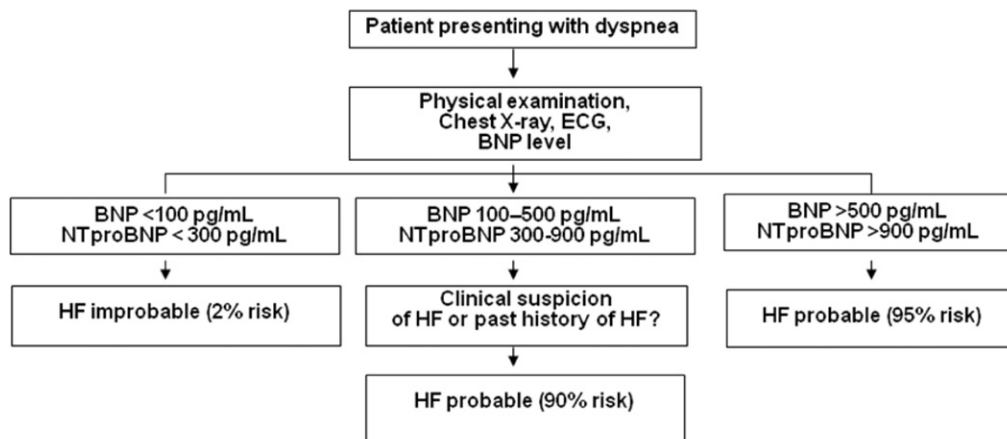 Patient presenting with dyspnea
Physical examination,
Chest X-ray, ECG,
BNP level
BNP <100 pg/mL
NTproBNP < 300 pg/mL
BNP 100–500 pg/mL
NTproBNP 300-900 pg/mL
BNP >500 pg/mL
NTproBNP >900 pg/mL
HF improbable (2% risk)
Clinical suspicion
of HF or past history of HF?
HF probable (95% risk)
HF probable (90% risk)